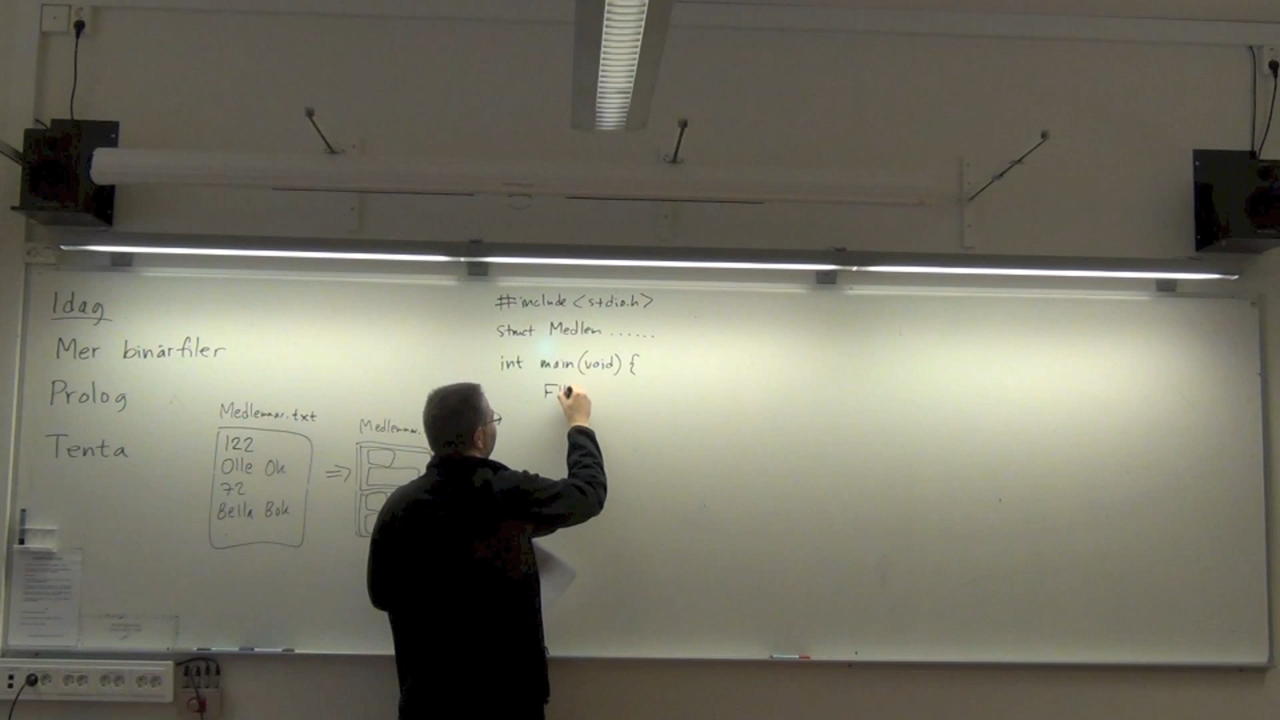 Idag
Mer binärfiler
Prolog
Tenta
Medlemmar.txt
122
Olle Ok
72
Bella Bok
Medlemmar.
#include <stdio.h>
struct Medlem ......
int main(void) {